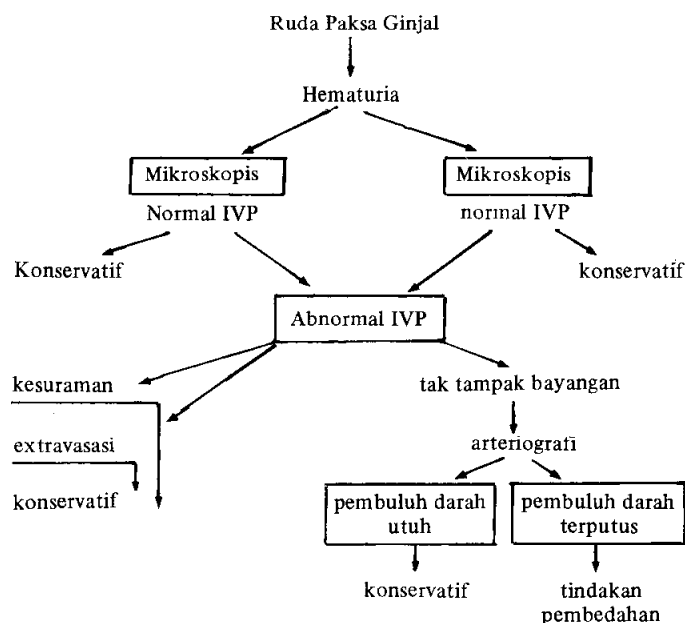 Ruda Paksa Ginjal
Hematuria
Mikroskopis
Mikroskopis
Normal IVP
normal IVP
Konservatif
konservatif
Abnormal IVP
kesuraman
tak tampak bayangan
extravasasi
arteriografi
konservatif
pembuluh darah
utuh
pembuluh darah
terputus
konservatif
tindakan
pembedahan